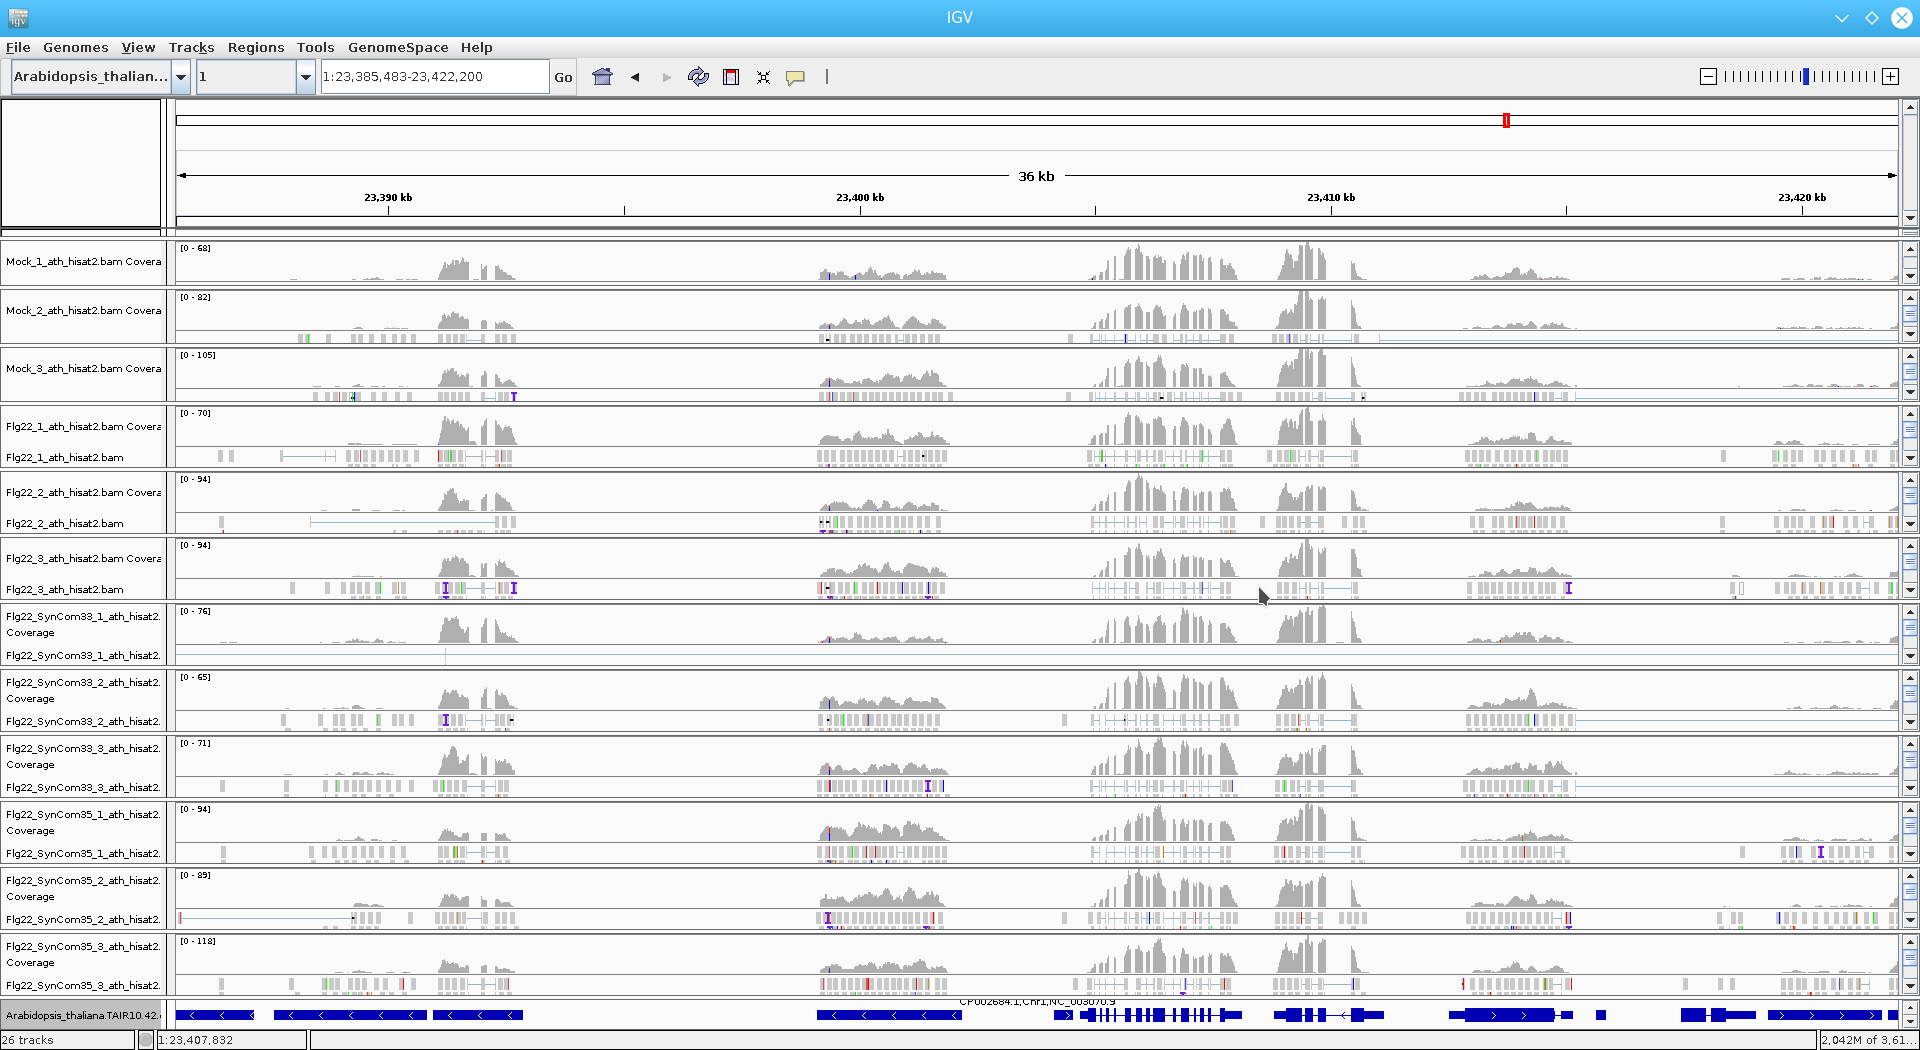 IGV
File Genomes View Tracks Regions Tools GenomeSpace Help
Arabidopsis_thalian... 1 1:23,385,483-23,422,200 Go
36 kb
23,390 kb 23,400 kb 23,410 kb 23,420 kb
[0 - 68]
Mock_1_ath_hisat2.bam Covera
[0 - 82]
Mock_2_ath_hisat2.bam Covera
[0 - 105]
Mock_3_ath_hisat2.bam Covera
[0 - 70]
Flg22_1_ath_hisat2.bam Covera
Flg22_1_ath_hisat2.bam
[0 - 94]
Flg22_2_ath_hisat2.bam Covera
Flg22_2_ath_hisat2.bam
[0 - 94]
Flg22_3_ath_hisat2.bam Covera
Flg22_3_ath_hisat2.bam
[0 - 76]
Flg22_SynCom33_1_ath_hisat2.
Coverage
Flg22_SynCom33_1_ath_hisat2.
[0 - 65]
Flg22_SynCom33_2_ath_hisat2.
Coverage
Flg22_SynCom33_2_ath_hisat2.
[0 - 71]
Flg22_SynCom33_3_ath_hisat2.
Coverage
Flg22_SynCom33_3_ath_hisat2.
[0 - 94]
Flg22_SynCom35_1_ath_hisat2.
Coverage
Flg22_SynCom35_1_ath_hisat2.
[0 - 89]
Flg22_SynCom35_2_ath_hisat2.
Coverage
Flg22_SynCom35_2_ath_hisat2.
[0 - 118]
Flg22_SynCom35_3_ath_hisat2.
Coverage
Flg22_SynCom35_3_ath_hisat2.
CP002684.1,Chr1,NC_003070.9
Arabidopsis_thaliana.TAIR10.42.
26 tracks 1:23,407,832 2,042M of 3,61...